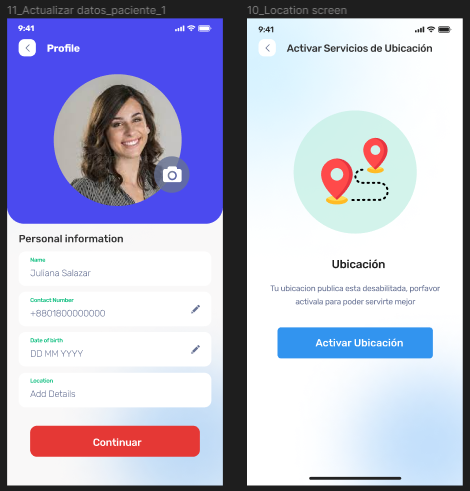 11_Actualizar datos_paciente_1
9:41
Profile
Personal information
Name
Juliana Salazar
Contact Number
+8801800000000
Date of birth
DD MM YYYY
Location
Add Details
Continuar
10_Location screen
9:41
Activar Servicios de Ubicación
Ubicación
Tu ubicacion publica esta desabilitada, porfavor
activala para poder servirte mejor
Activar Ubicación